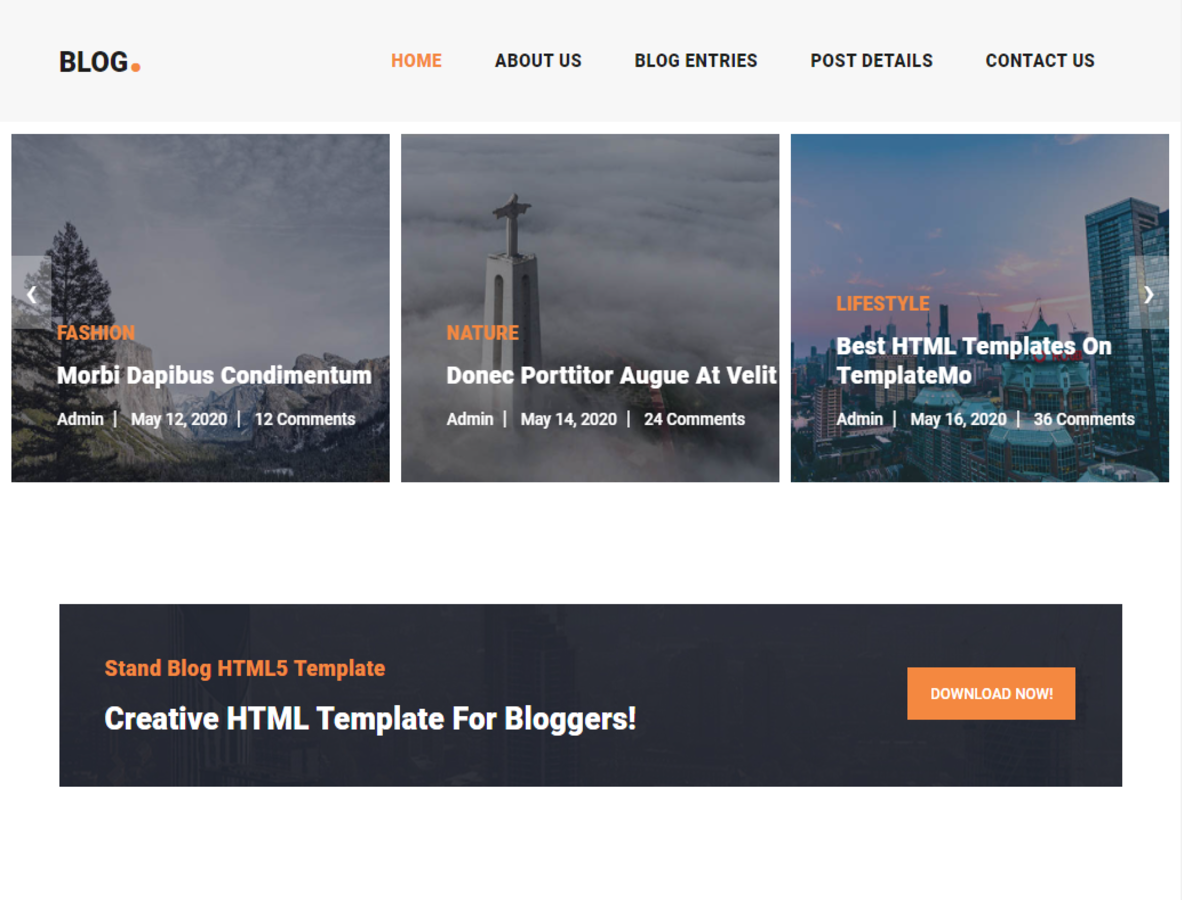 BLOG.
HOME ABOUT US BLOG ENTRIES POST DETAILS CONTACT US
FASHION
Morbi Dapibus Condimentum
Admin | May 12, 2020 | 12 Comments
NATURE
Donec Porttitor Augue At Velit
Admin | May 14, 2020 | 24 Comments
LIFESTYLE
Best HTML Templates On
TemplateMo
Admin | May 16, 2020 | 36 Comments
Stand Blog HTML5 Template
Creative HTML Template For Bloggers!
DOWNLOAD NOW!